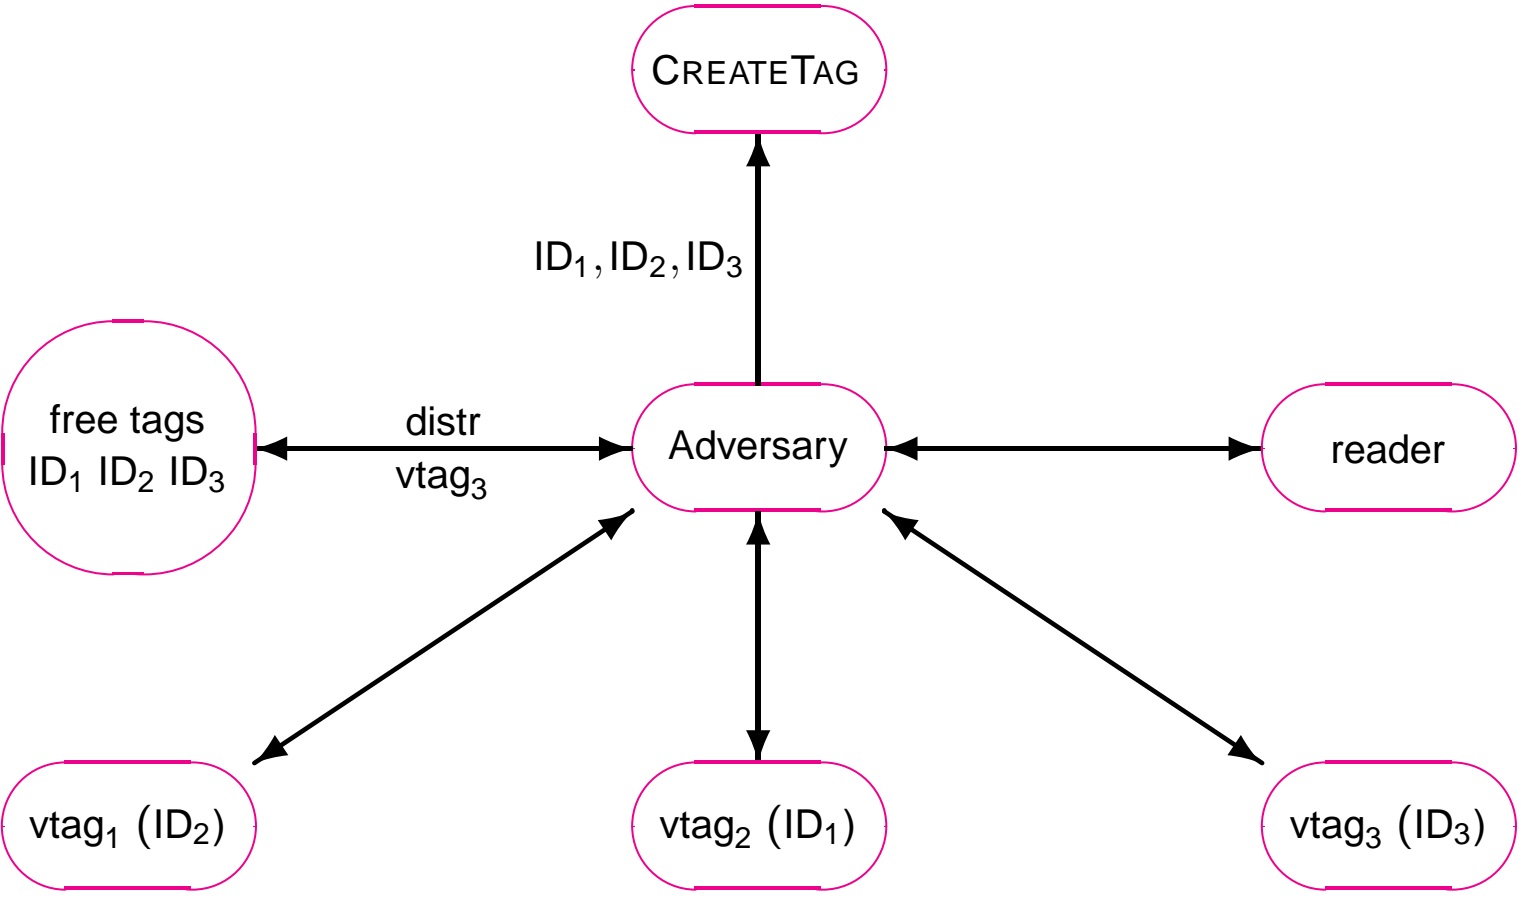 CREATETAG
ID₁, ID₂, ID₃
free tags
ID₁ ID₂ ID₃
distr
vtag₃
Adversary
reader
vtag₁ (ID₂)
vtag₂ (ID₁)
vtag₃ (ID₃)